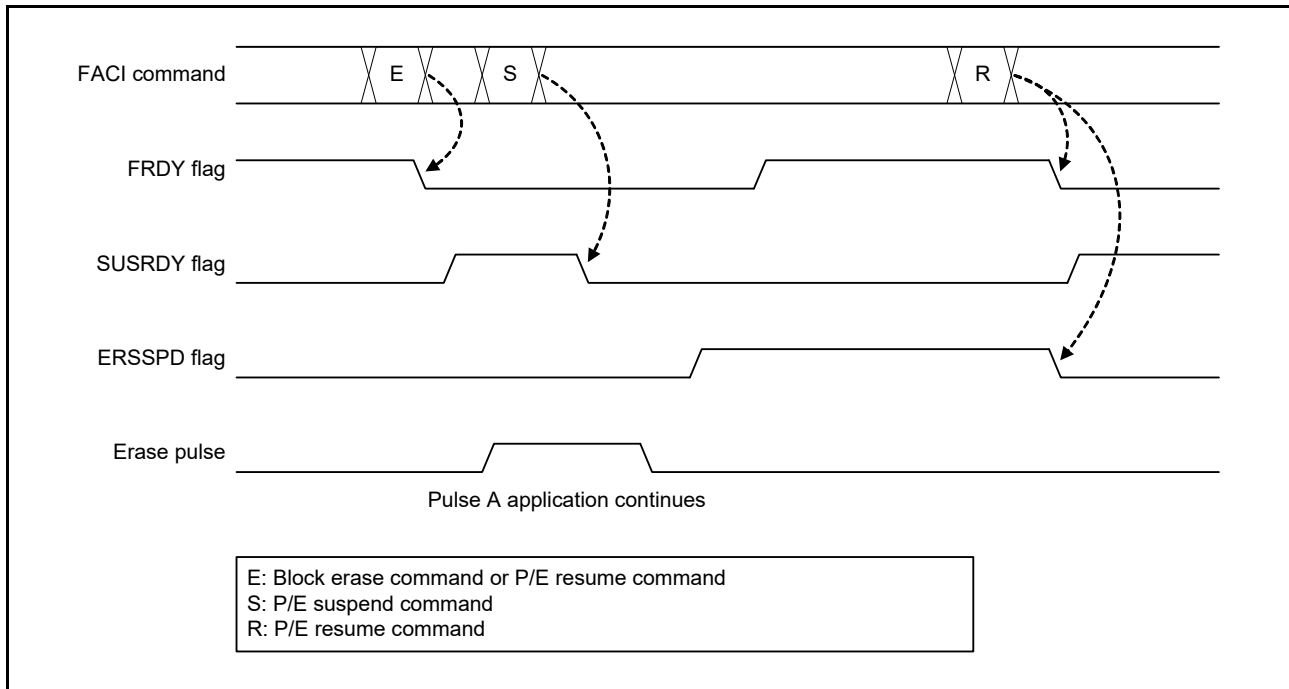 FACI command
E
S
R
FRDY flag
SUSRDY flag
ERSSPD flag
Erase pulse
Pulse A application continues
E: Block erase command or P/E resume command
S: P/E suspend command
R: P/E resume command